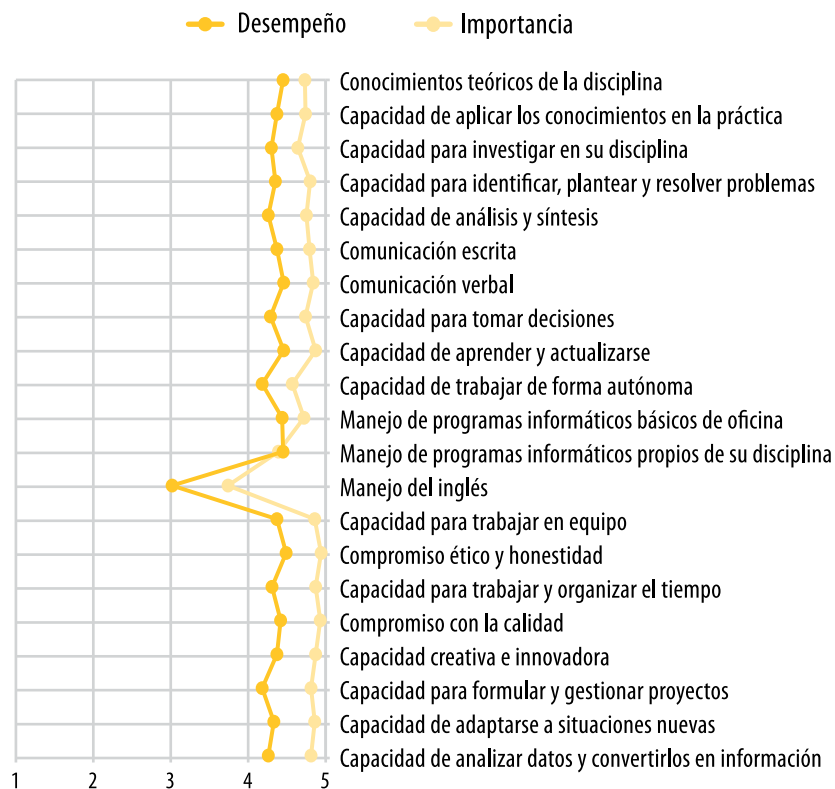 Desempeño
Importancia
Conocimientos teóricos de la disciplina
Capacidad de aplicar los conocimientos en la práctica
Capacidad para investigar en su disciplina
Capacidad para identificar, plantear y resolver problemas
Capacidad de análisis y síntesis
Comunicación escrita
Comunicación verbal
Capacidad para tomar decisiones
Capacidad de aprender y actualizarse
Capacidad de trabajar de forma autónoma
Manejo de programas informáticos básicos de oficina
Manejo de programas informáticos propios de su disciplina
Manejo del inglés
Capacidad para trabajar en equipo
Compromiso ético y honestidad
Capacidad para trabajar y organizar el tiempo
Compromiso con la calidad
Capacidad creativa e innovadora
Capacidad para formular y gestionar proyectos
Capacidad de adaptarse a situaciones nuevas
Capacidad de analizar datos y convertirlos en información
1 2 3 4 5